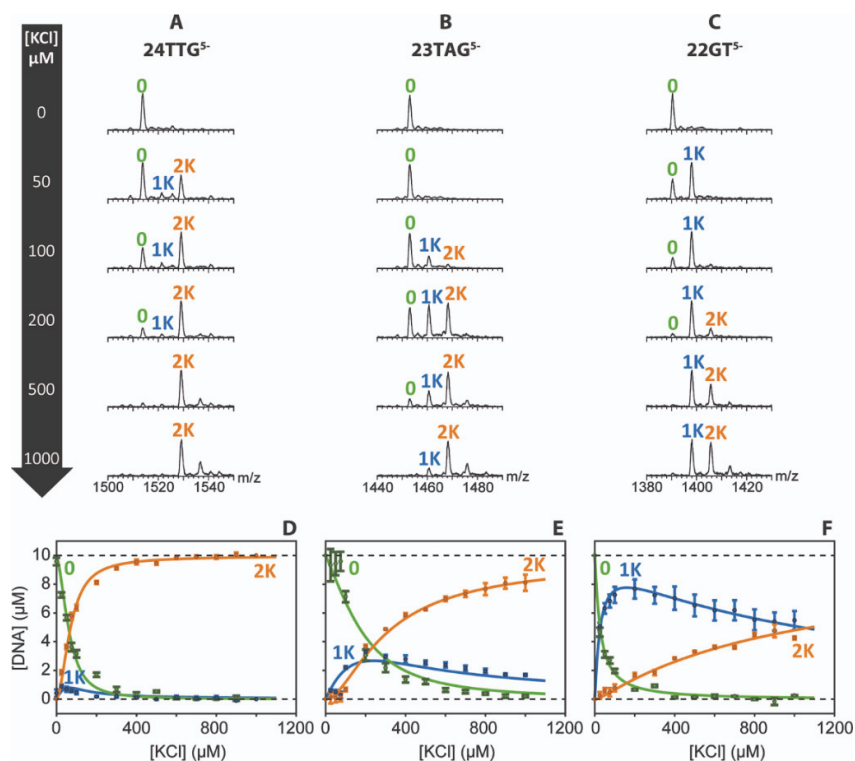 [KCl]
μM
A
24TTG5-
B
23TAG5-
C
22GT5-
0
0
0
0
50
0
1K
2K
0
0
1K
100
0
1K
2K
0
1K
2K
0
1K
200
0
1K
2K
0
1K
2K
0
1K
2K
500
2K
0
1K
2K
1K
2K
1000
2K
1K
2K
1K
2K
m/z
m/z
m/z
1500 1520 1540
1440 1460 1480
1380 1400 1420
D
E
F
10
8
6
4
2
0
[DNA] (μM)
0
1K
2K
0
1K
2K
0
1K
2K
0 400 800 1200
0 400 800 1200
0 400 800 1200
[KCl] (μM)
[KCl] (μM)
[KCl] (μM)